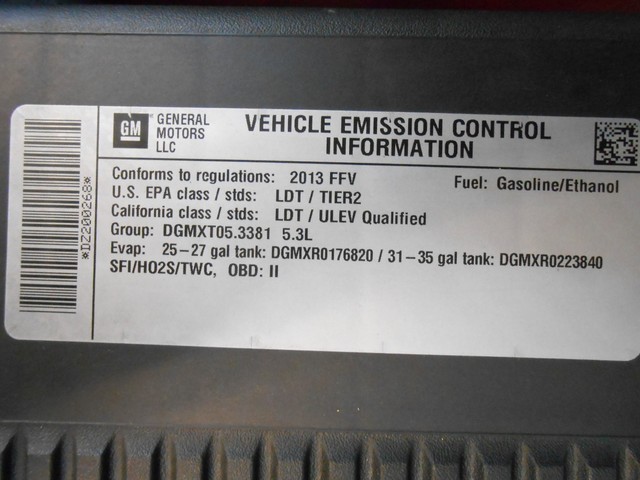 *DZ200268*
GM
GENERAL
MOTORS
LLC
VEHICLE EMISSION CONTROL
INFORMATION
Conforms to regulations: 2013 FFV
Fuel: Gasoline/Ethanol
U.S. EPA class / stds: LDT / TIER2
California class / stds: LDT / ULEV Qualified
Group: DGMXT05.3381 5.3L
Evap: 25-27 gal tank: DGMXR0176820 / 31-35 gal tank: DGMXR0223840
SFI/HO2S/TWC, OBD: II